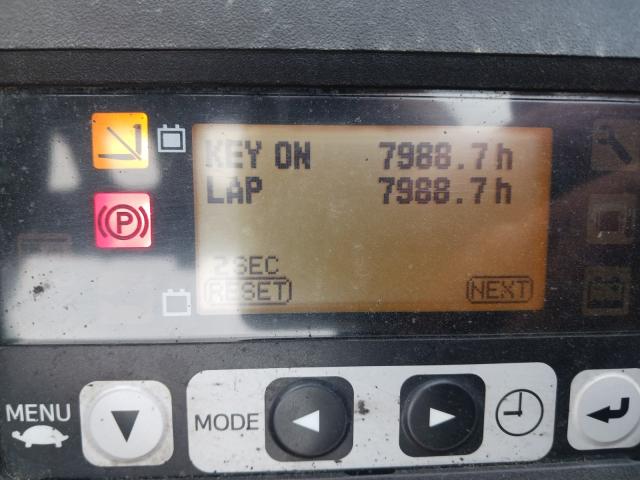 KEY ON 7988.7h
LAP 7988.7h
P
2SEC
RESET NEXT
MENU
MODE